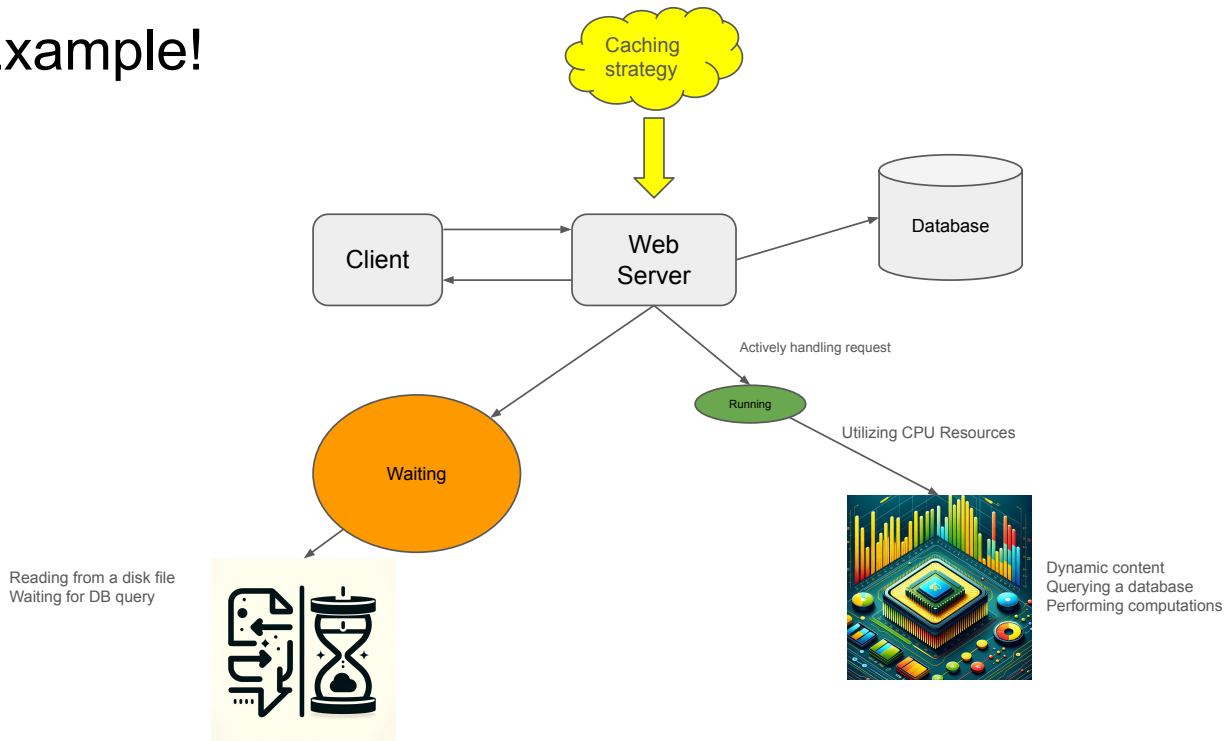 xample!
Caching
strategy
Client
Web
Server
Database
Actively handling request
Running
Utilizing CPU Resources
Waiting
Reading from a disk file
Waiting for DB query
Dynamic content
Querying a database
Performing computations